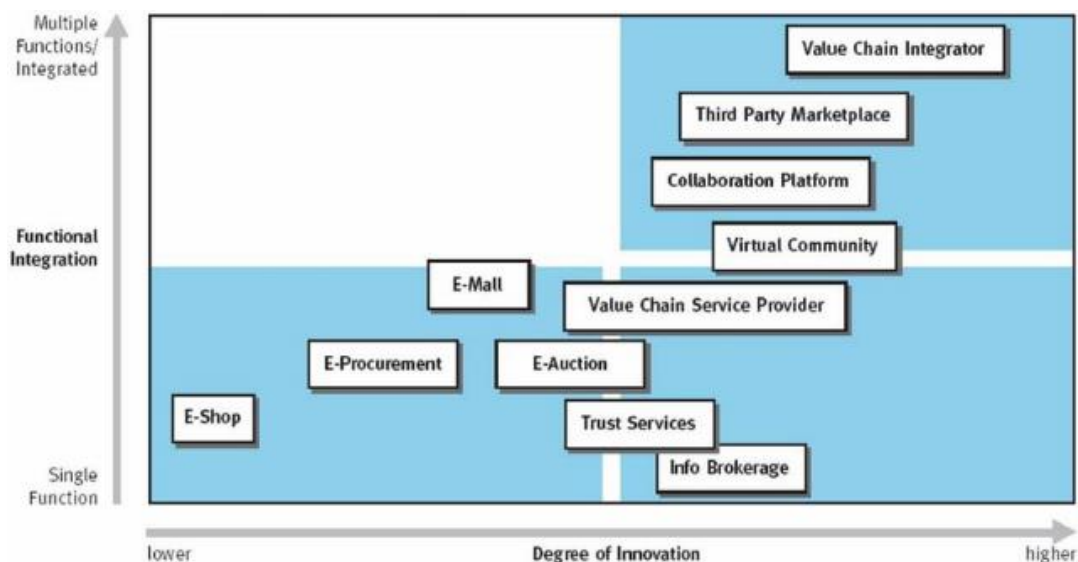 Multiple
Functions/
Integrated
Value Chain Integrator
Third Party Marketplace
Collaboration Platform
Functional
Integration
Virtual Community
E-Mall
Value Chain Service Provider
E-Procurement
E-Auction
E-Shop
Trust Services
Info Brokerage
Single
Function
lower
Degree of Innovation
higher